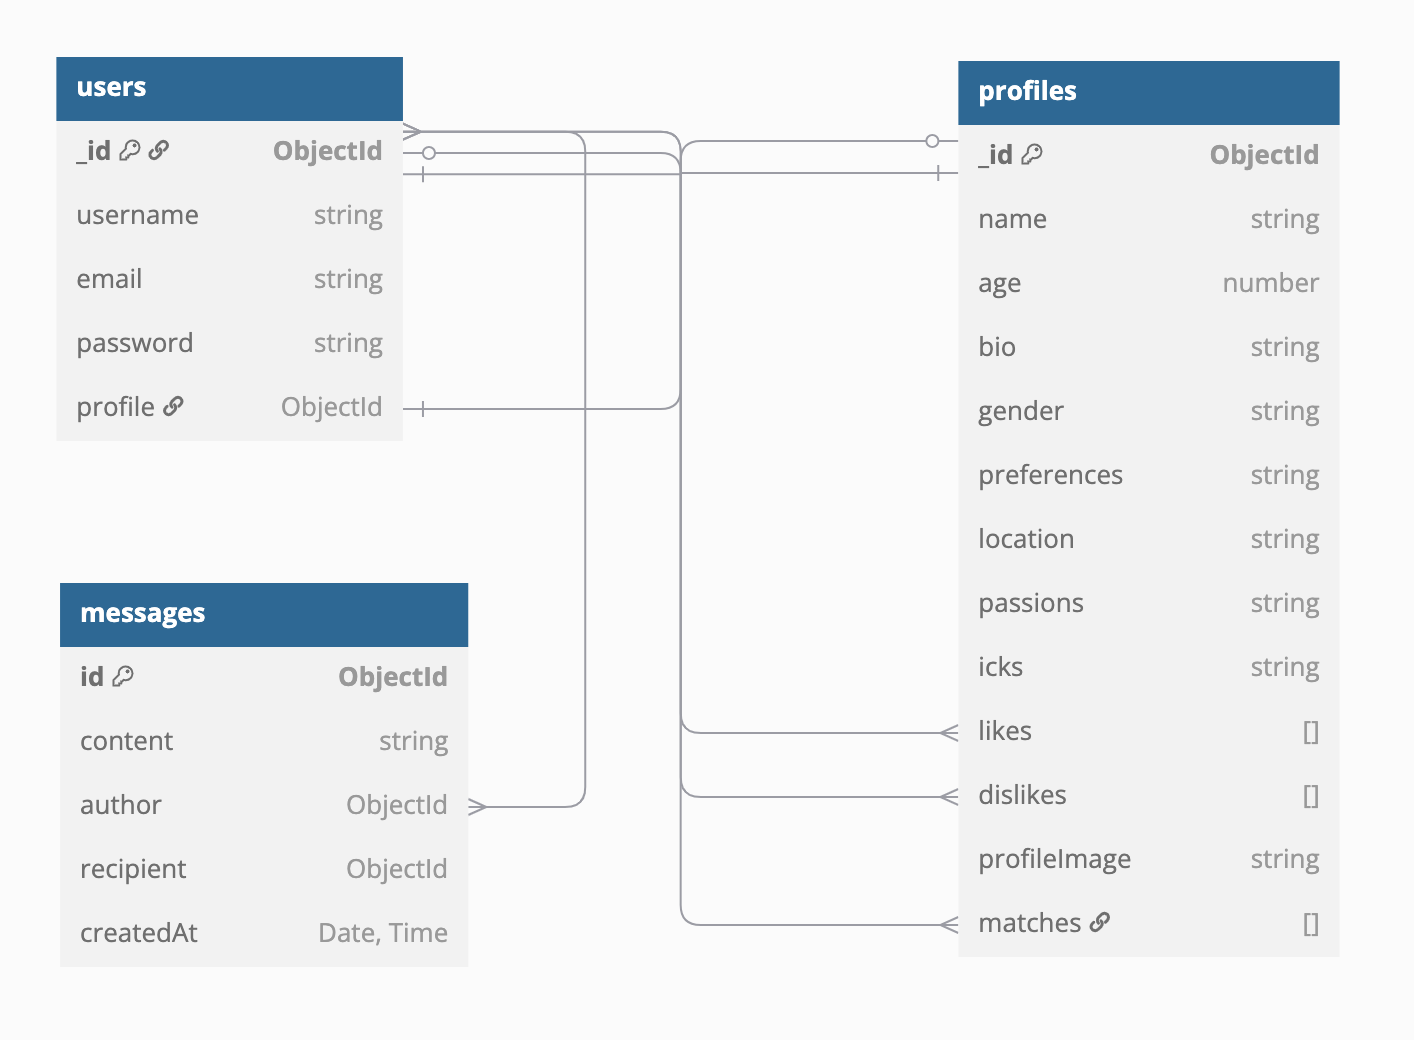 users
_id ObjectId
username string
email string
password string
profile ObjectId
messages
id ObjectId
content string
author ObjectId
recipient ObjectId
createdAt Date, Time
profiles
_id ObjectId
name string
age number
bio string
gender string
preferences string
location string
passions string
icks string
likes []
dislikes []
profileImage string
matches []